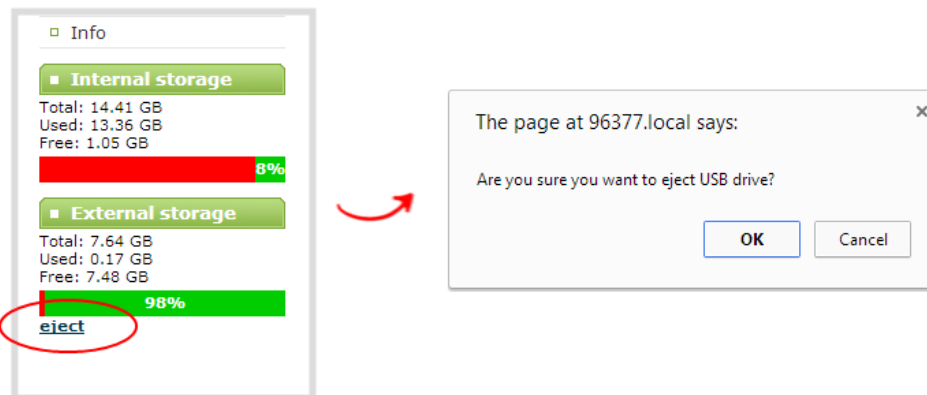 Info
Internal storage
Total: 14.41 GB
Used: 13.36 GB
Free: 1.05 GB
8%
External storage
Total: 7.64 GB
Used: 0.17 GB
Free: 7.48 GB
98%
eject
The page at 96377.local says:
Are you sure you want to eject USB drive?
OK
Cancel